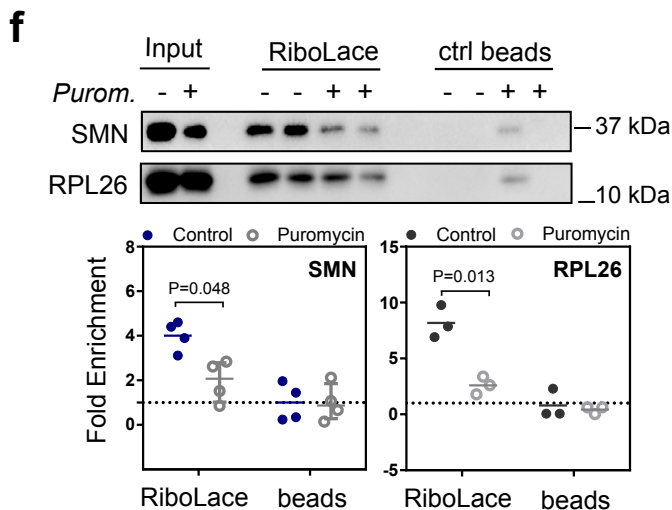 f
Input RiboLace ctrl beads
Purom. - + - - + + - - + +
SMN 37 kDa
RPL26 10 kDa
Control Puromycin Control Puromycin
8 SMN 15 RPL26
P=0.048 P=0.013
6 10
4 5
2 0
0 -5
Fold Enrichment
RiboLace beads RiboLace beads